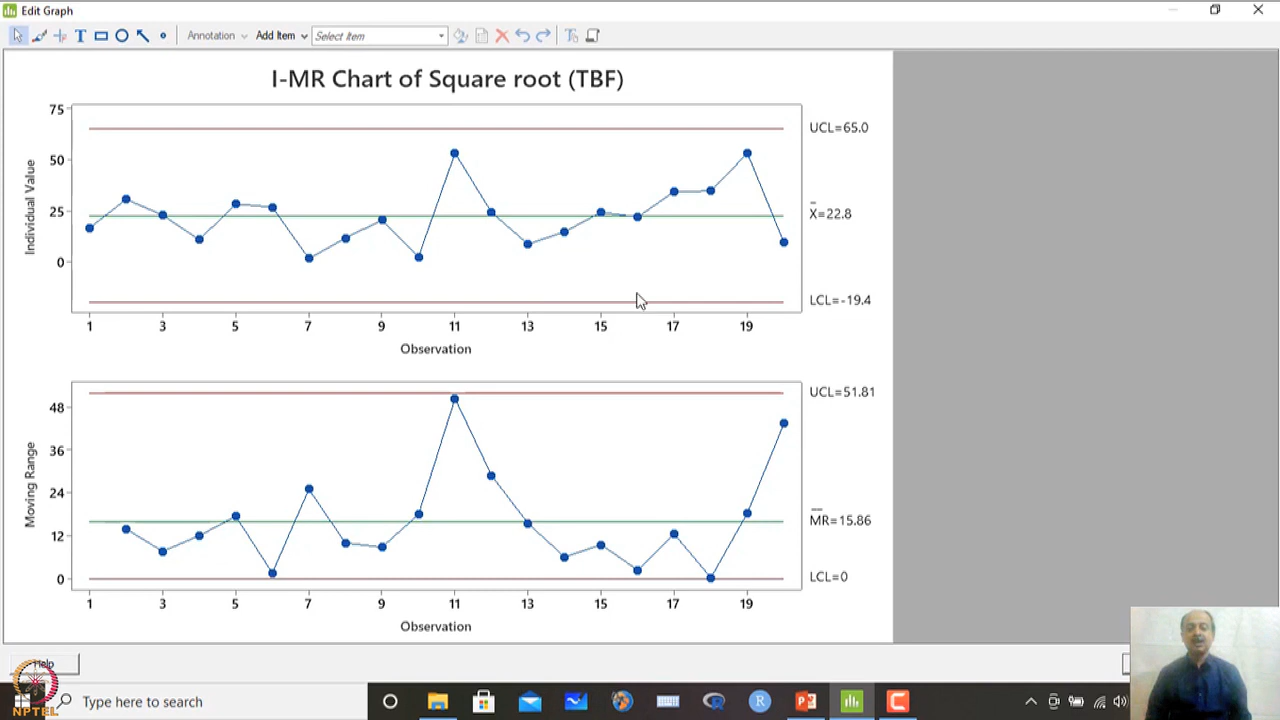 Edit Graph
Annotation Add Item Select Item
I-MR Chart of Square root (TBF)
75
50
25
0
Individual Value
UCL=65.0
X=22.8
LCL=-19.4
1 3 5 7 9 11 13 15 17 19
Observation
48
36
24
12
0
Moving Range
UCL=51.81
MR=15.86
LCL=0
1 3 5 7 9 11 13 15 17 19
Observation
Help
Type here to search
NPTEL